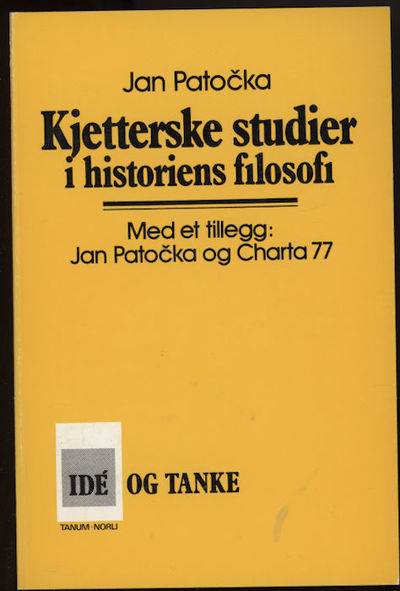 Jan Patočka
Kjetterske studier
i historiens filosofi
Med et tillegg:
Jan Patočka og Charta 77
IDÉ OG TANKE
TANUM-NORLI